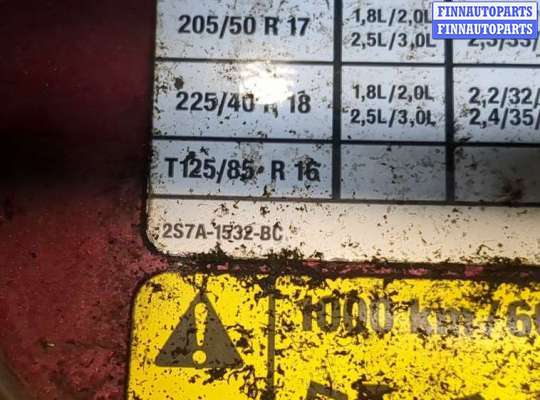 FINNAUTOPARTS
FINNAUTOPARTS
205/50 R 17 1,8L/2,0L
2,5L/3,0L
225/40 R 18 1,8L/2,0L 2,2/32/
2,5L/3,0L 2,4/35/
T125/85 R 16
2S7A-1532-BC
1000 km/